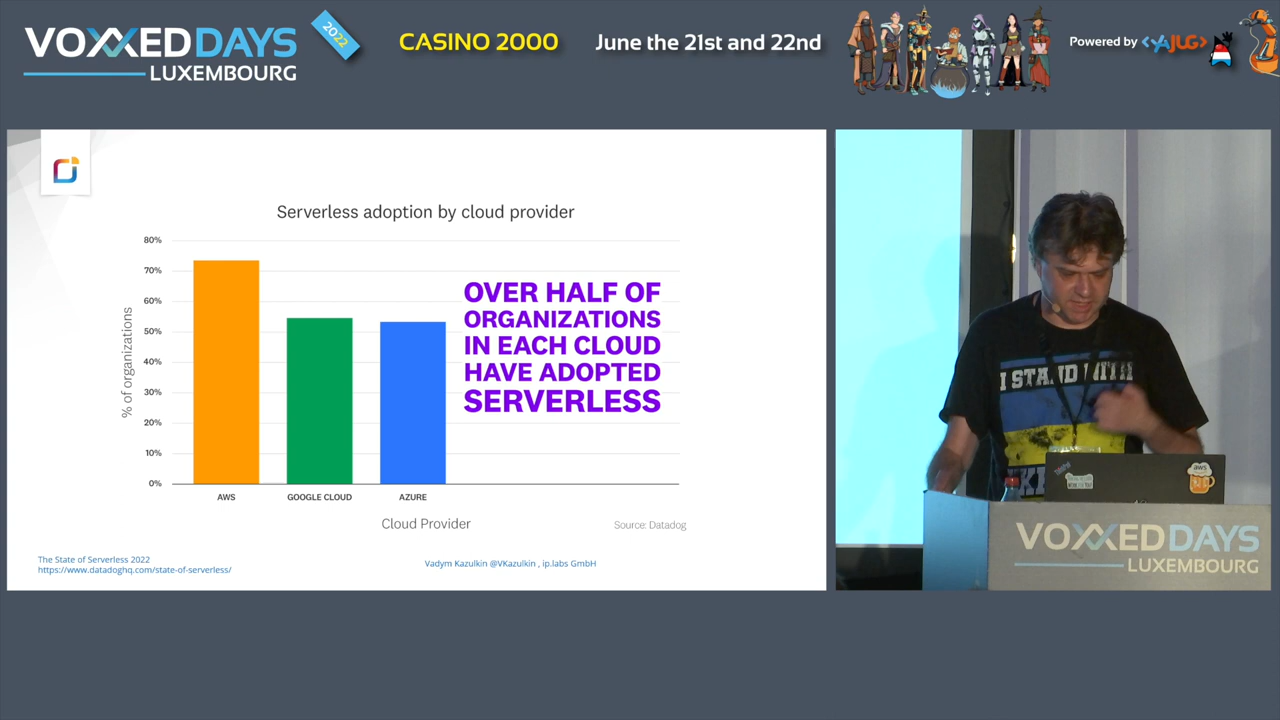 VOXXED DAYS
LUXEMBOURG
2022
CASINO 2000
June the 21st and 22nd
Powered by <YAJUG>
Serverless adoption by cloud provider
80%
70%
60%
50%
40%
30%
20%
10%
0%
% of organizations
OVER HALF OF
ORGANIZATIONS
IN EACH CLOUD
HAVE ADOPTED
SERVERLESS
AWS
GOOGLE CLOUD
AZURE
Cloud Provider
Source: Datadog
The State of Serverless 2022
https://www.datadoghq.com/state-of-serverless/
Vadym Kazulkin @VKazulkin , ip.labs GmbH
I STAND WITH
aws
VOXXED DAYS
LUXEMBOURG